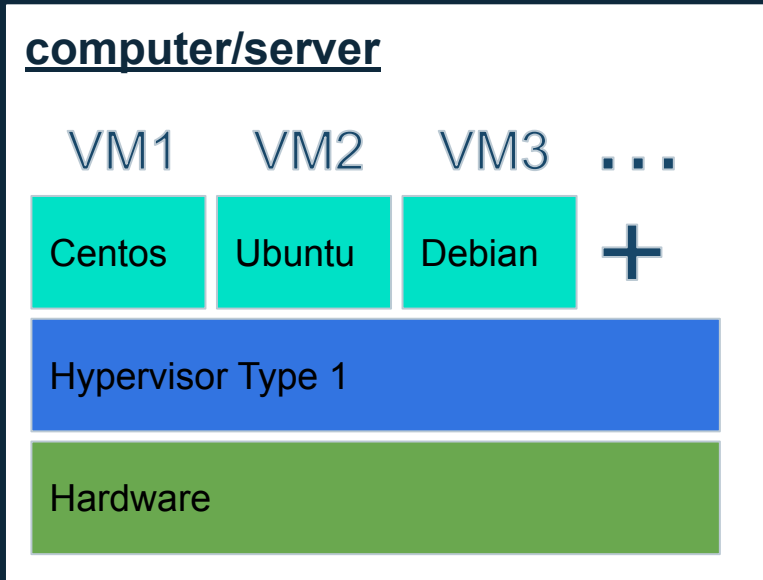 computer/server
VM1 VM2 VM3 ...
Centos Ubuntu Debian +
Hypervisor Type 1
Hardware